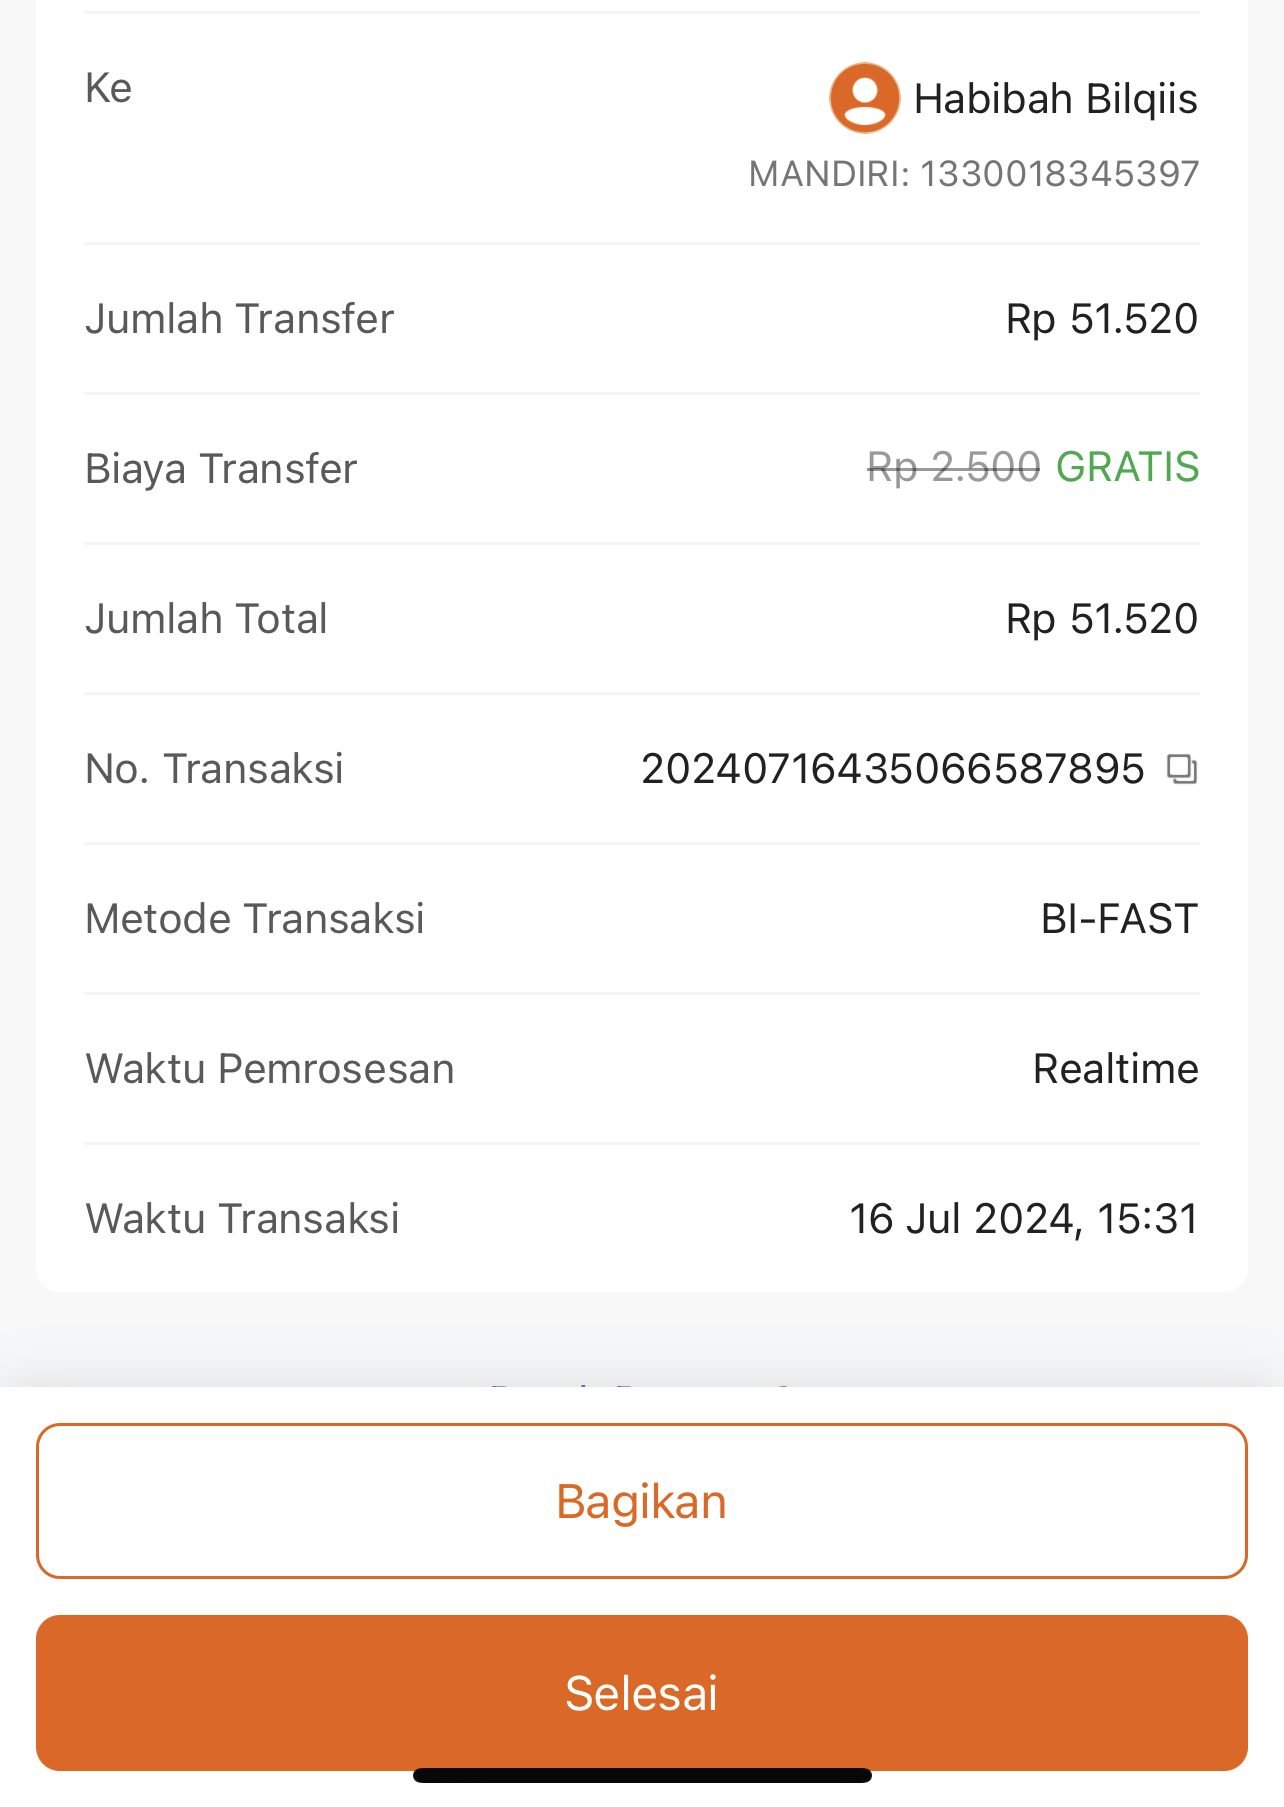 Ke
Habibah Bilqiis
MANDIRI: 1330018345397
Jumlah Transfer Rp 51.520
Biaya Transfer Rp 2.500 GRATIS
Jumlah Total Rp 51.520
No. Transaksi 20240716435066587895
Metode Transaksi BI-FAST
Waktu Pemrosesan Realtime
Waktu Transaksi 16 Jul 2024, 15:31
Bagikan
Selesai